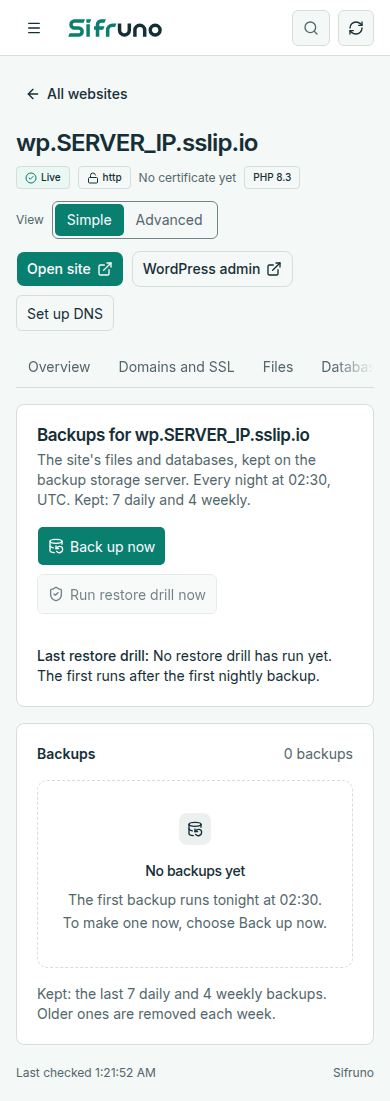 Sifruno
All websites
wp.SERVER_IP.sslip.io
Live
http
No certificate yet
PHP 8.3
View
Simple
Advanced
Open site
WordPress admin
Set up DNS
Overview
Domains and SSL
Files
Databas
Backups for wp.SERVER_IP.sslip.io
The site's files and databases, kept on the
backup storage server. Every night at 02:30,
UTC. Kept: 7 daily and 4 weekly.
Back up now
Run restore drill now
Last restore drill: No restore drill has run yet.
The first runs after the first nightly backup.
Backups
0 backups
No backups yet
The first backup runs tonight at 02:30.
To make one now, choose Back up now.
Kept: the last 7 daily and 4 weekly backups.
Older ones are removed each week.
Last checked 1:21:52 AM
Sifruno